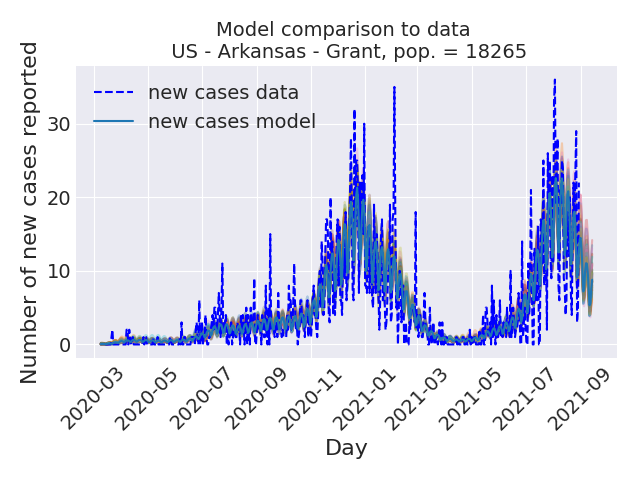 Model comparison to data
US - Arkansas - Grant, pop. = 18265
Number of new cases reported
new cases data
new cases model
30
20
10
0
2020-03
2020-05
2020-07
2020-09
2020-11
2021-01
2021-03
2021-05
2021-07
2021-09
Day